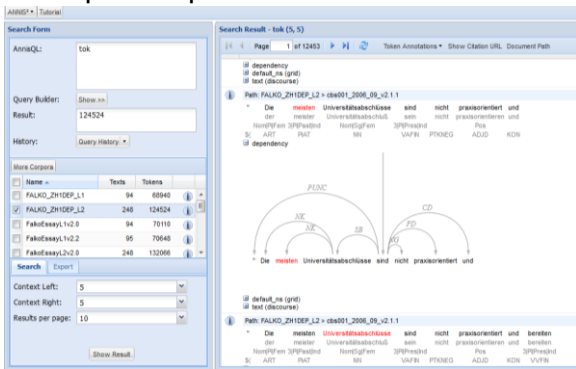 ANNIS² Tutorial
Search Form
AnnisQL:
tok
Query Builder:
Show >>
Result:
124524
History:
Query History
More Corpora
Name Texts Tokens
FALKO_ZH1DEP_L1 94 68940
FALKO_ZH1DEP_L2 248 124524
FalkoEssayL1v2.0 94 70110
FalkoEssayL1v2.2 95 70648
FalkoEssayL2v2.0 248 132066
Search Export
Context Left: 5
Context Right: 5
Results per page: 10
Show Result
Search Result - tok (5, 5)
Page 1 of 12453 Token Annotations Show Citation URL Document Path
dependency
default_ns (grid)
text (discourse)
Path: FALKO_ZH1DEP_L2 > cbs001_2006_09_v2.1.1
" Die meisten Universitätsabschlüsse sind nicht praxisorientiert und
der meister Universitätsabschluß sein nicht praxisorientiert und
$( ART PIAT NN VAFIN PTKNEG ADJD KON
dependency
PUNC
CD
NK
PD
NK
SB
NG
" Die meisten Universitätsabschlüsse sind nicht praxisorientiert und
default_ns (grid)
text (discourse)
Path: FALKO_ZH1DEP_L2 > cbs001_2006_09_v2.1.1
" Die meisten Universitätsabschlüsse sind nicht praxisorientiert und bereiten
der meister Universitätsabschluß sein nicht praxisorientieren und bereiten
$( ART PIAT NN VAFIN PTKNEG ADJD KON VVFIN